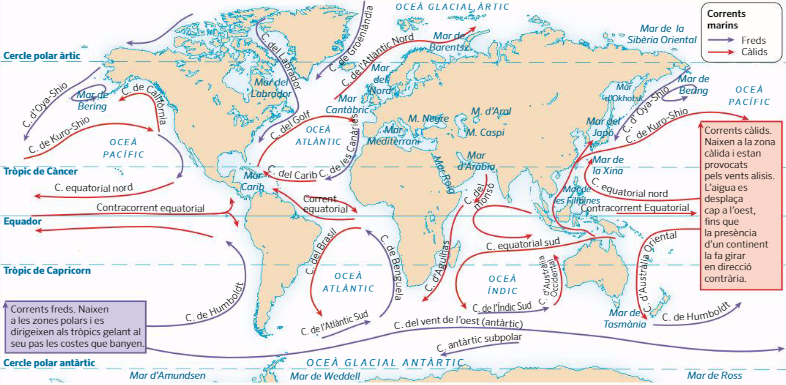 OCEÀ GLACIAL ÀRTIC
Corrents
marins
Freds
Càlids
Mar de la
Sibèria Oriental
Mar de
Barentsz
C. de Groenlàndia
C. de l'Atlàntic Nord
C. del Labrador
Cercle polar àrtic
C. d'Oya-Shio
Mar de
Bering
C. de Califòrnia
Mar del
Labrador
Mar
del
Nord
Mar
Cantàbric
Mar
d'Okhotsk
C. d'Oya-Shio
Mar de
Bering
OCEÀ
PACÍFIC
C. de Kuro-Shio
OCEÀ
PACÍFIC
C. del Golf
OCEÀ
ATLÀNTIC
C. de les Canàries
M. Negre
M. d'Aral
M. Caspi
Mar
Mediterrani
Mar del
Japó
C. de Kuro-Shio
Mar de
la Xina
Corrents càlids.
Naixen a la zona
càlida i estan
provocats
pels vents alisis.
L'aigua es
desplaça
cap a l'oest,
fins que
la presència
d'un continent
la fa girar
en direcció
contrària.
Tròpic de Càncer
C. equatorial nord
Mar
Carib
C. del Carib
Mar Roig
Mar
d'Aràbia
C. del
monsó
Mar de
les Filipines
C. equatorial nord
Contracorrent equatorial
Corrent
equatorial
Contracorrent Equatorial
Equador
C. del Brasil
C. de Benguela
C. d'Agulhas
C. equatorial sud
C. d'Austràlia
Occidental
C. d'Austràlia Oriental
Tròpic de Capricorn
OCEÀ
ATLÀNTIC
OCEÀ
ÍNDIC
C. de Humboldt
C. de l'Atlàntic Sud
C. de l'Índic Sud
Mar de
Tasmània
C. de Humboldt
Corrents freds. Naixen
a les zones polars i es
dirigeixen als tròpics gelant al
seu pas les costes que banyen.
C. del vent de l'oest (antàrtic)
C. antàrtic subpolar
Cercle polar antàrtic
OCEÀ GLACIAL ANTÀRTIC
Mar d'Amundsen
Mar de Weddell
Mar de Ross